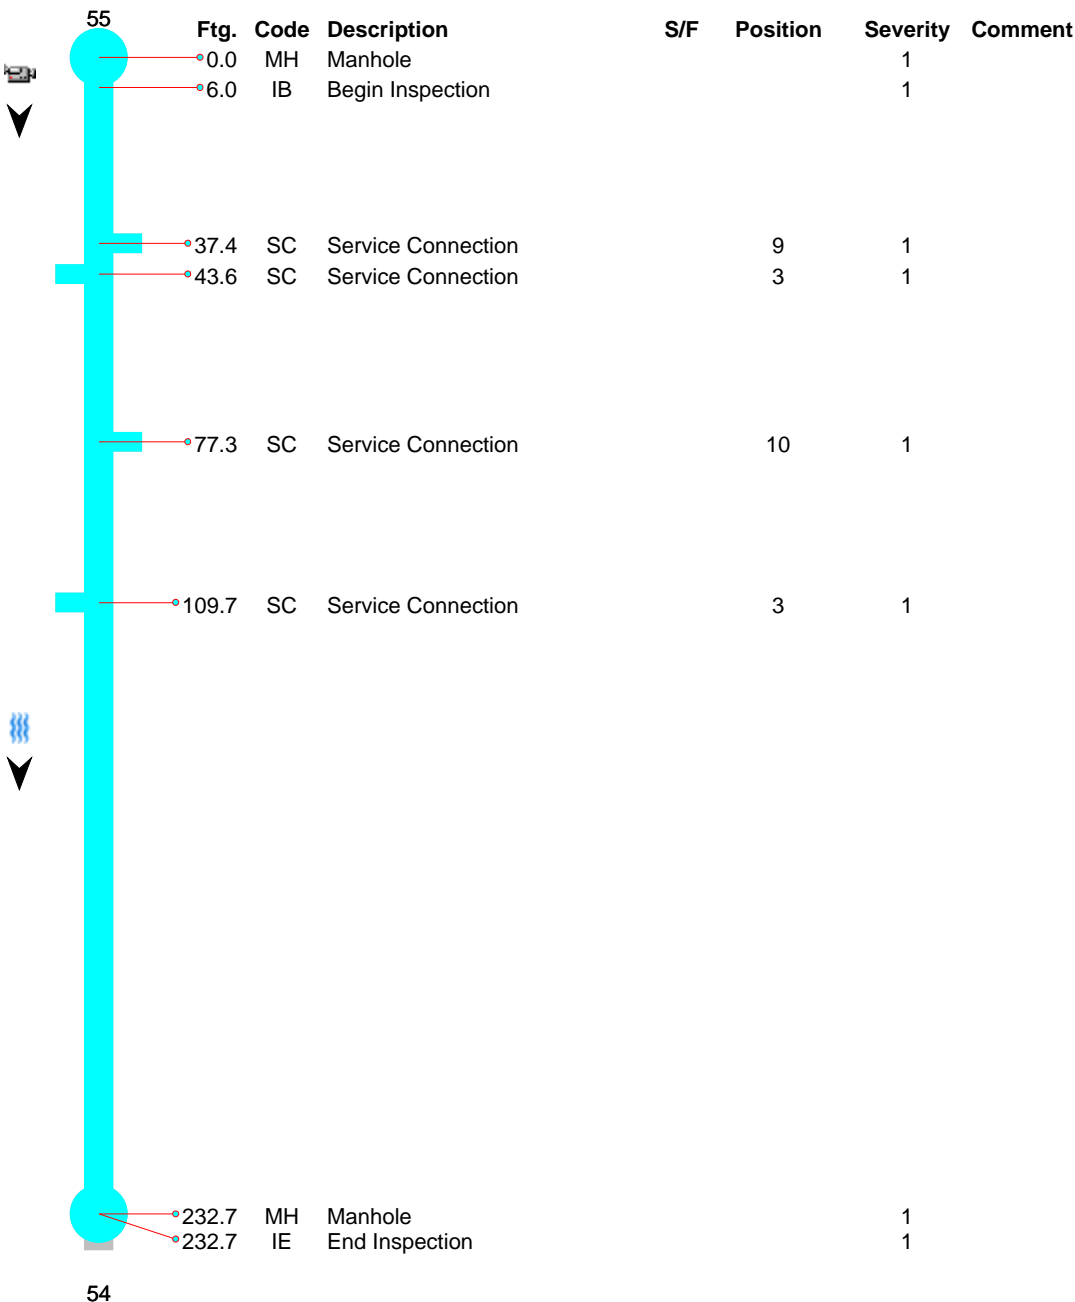 55
Ftg. Code Description S/F Position Severity Comment
0.0 MH Manhole 1
6.0 IB Begin Inspection 1
37.4 SC Service Connection 9 1
43.6 SC Service Connection 3 1
77.3 SC Service Connection 10 1
109.7 SC Service Connection 3 1
232.7 MH Manhole 1
232.7 IE End Inspection 1
54